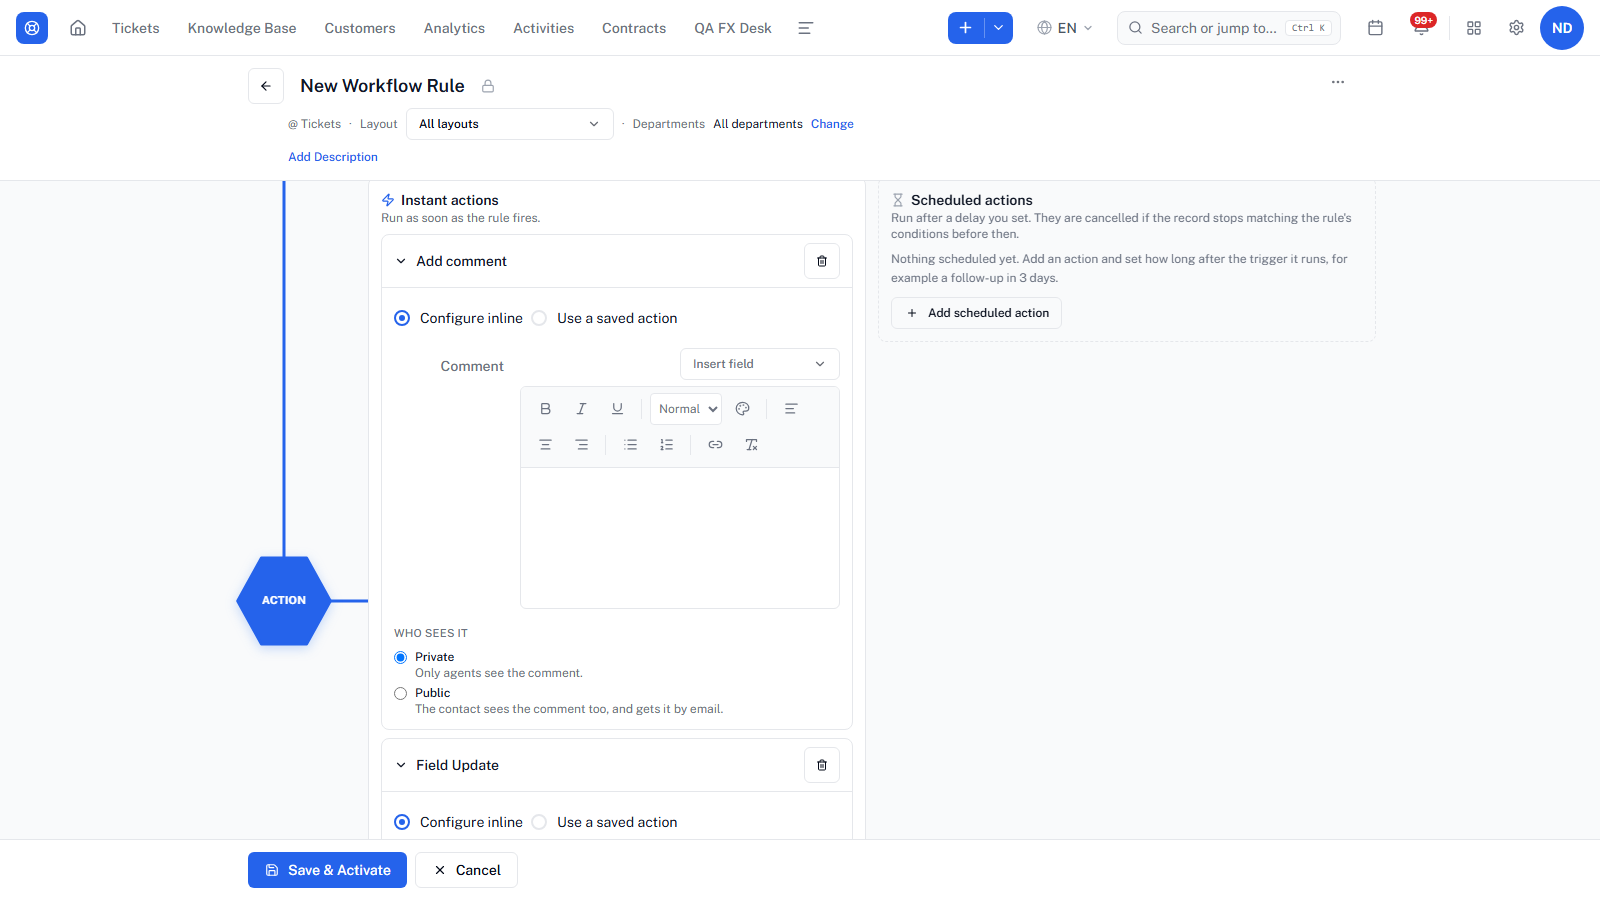 Tickets
Knowledge Base
Customers
Analytics
Activities
Contracts
QA FX Desk
EN
Search or jump to...
Ctrl K
99+
ND
New Workflow Rule
@ Tickets · Layout
All layouts
· Departments All departments Change
Add Description
Instant actions
Run as soon as the rule fires.
Add comment
Configure inline
Use a saved action
Comment
Insert field
Normal
WHO SEES IT
Private
Only agents see the comment.
Public
The contact sees the comment too, and gets it by email.
Field Update
Configure inline
Use a saved action
ACTION
Scheduled actions
Run after a delay you set. They are cancelled if the record stops matching the rule's
conditions before then.
Nothing scheduled yet. Add an action and set how long after the trigger it runs, for
example a follow-up in 3 days.
Add scheduled action
Save & Activate
Cancel